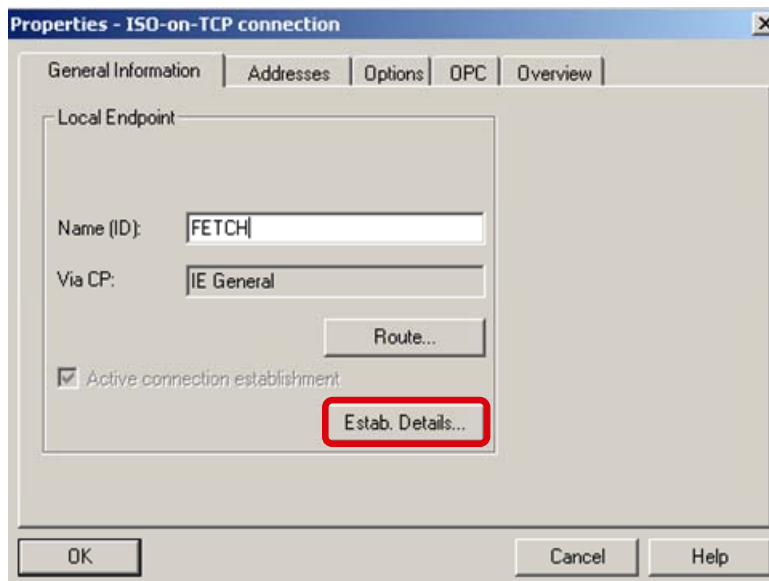 Properties - ISO-on-TCP connection
General Information Addresses Options OPC Overview
Local Endpoint
Name (ID): FETCH
Via CP: IE General
Route...
Active connection establishment
Estab. Details...
OK Cancel Help